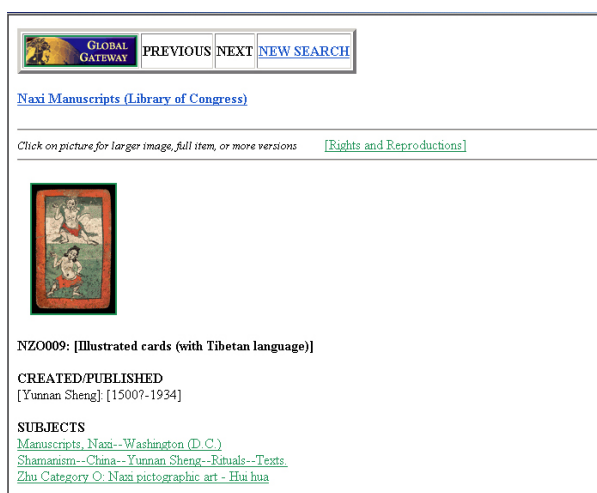 GLOBAL GATEWAY PREVIOUS NEXT NEW SEARCH
Naxi Manuscripts (Library of Congress)
Click on picture for larger image, full item, or more versions [Rights and Reproductions]
NZO009: [Illustrated cards (with Tibetan language)]
CREATED/PUBLISHED
[Yunnan Sheng]: [1500?-1934]
SUBJECTS
Manuscripts, Naxi--Washington (D.C.)
Shamanism--China--Yunnan Sheng--Rituals--Texts.
Zhu Category O: Naxi pictographic art - Hui hua